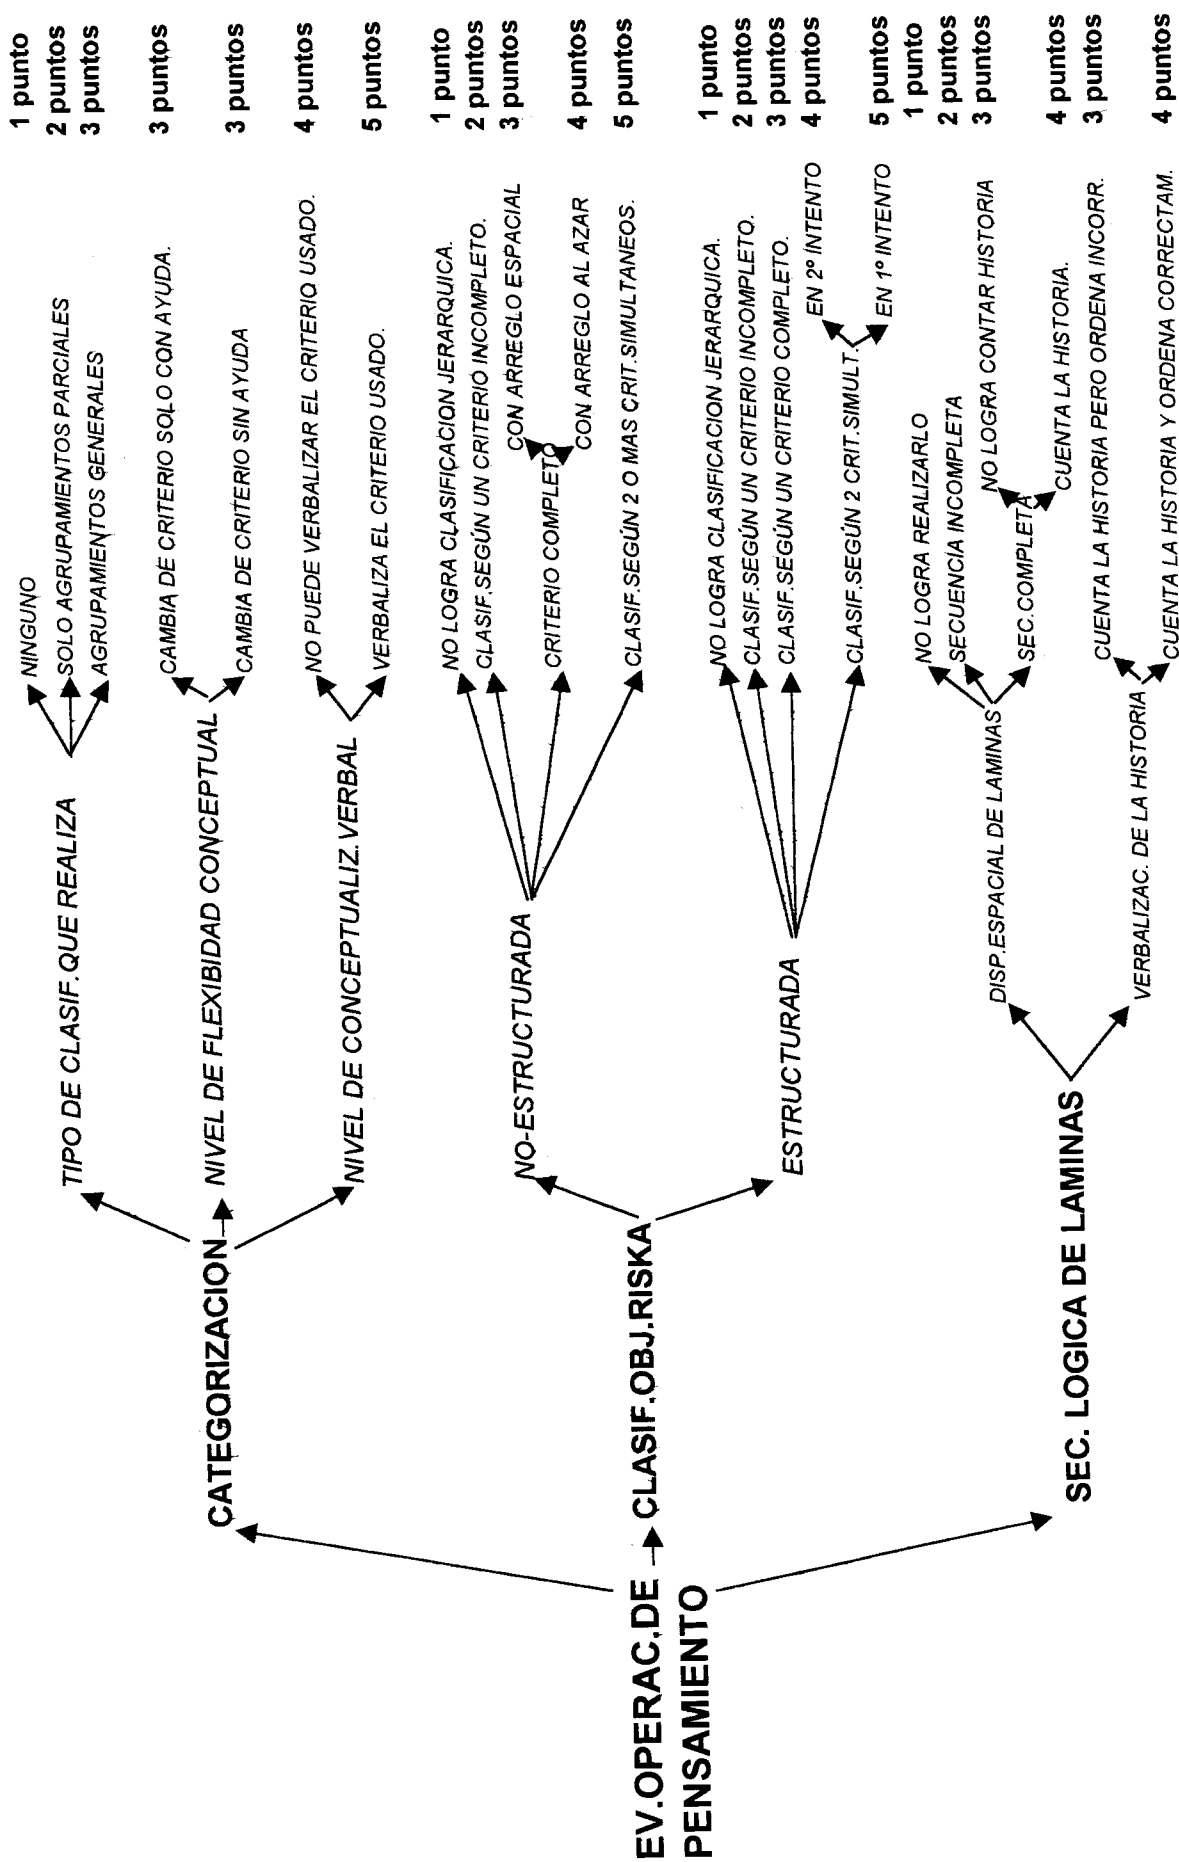 EV.OPERAC.DE
PENSAMIENTO
CATEGORIZACION
TIPO DE CLASIF.QUE REALIZA
NINGUNO 1 punto
SOLO AGRUPAMIENTOS PARCIALES 2 puntos
AGRUPAMIENTOS GENERALES 3 puntos
NIVEL DE FLEXIBIDAD CONCEPTUAL
CAMBIA DE CRITERIO SOLO CON AYUDA. 3 puntos
CAMBIA DE CRITERIO SIN AYUDA 3 puntos
NIVEL DE CONCEPTUALIZ.VERBAL
NO PUEDE VERBALIZAR EL CRITERIO USADO. 4 puntos
VERBALIZA EL CRITERIO USADO. 5 puntos
CLASIF.OBJ.RISKA
NO-ESTRUCTURADA
NO LOGRA CLASIFICACION JERARQUICA. 1 punto
CLASIF.SEGÚN UN CRITERIO INCOMPLETO. 2 puntos
CRITERIO COMPLETO
CON ARREGLO ESPACIAL 3 puntos
CON ARREGLO AL AZAR 4 puntos
CLASIF.SEGÚN 2 O MAS CRIT.SIMULTANEOS. 5 puntos
ESTRUCTURADA
NO LOGRA CLASIFICACION JERARQUICA. 1 punto
CLASIF.SEGÚN UN CRITERIO INCOMPLETO. 2 puntos
CLASIF.SEGÚN UN CRITERIO COMPLETO. 3 puntos
CLASIF.SEGÚN 2 CRIT.SIMULT.
EN 2º INTENTO 4 puntos
EN 1º INTENTO 5 puntos
SEC. LOGICA DE LAMINAS
DISP.ESPACIAL DE LAMINAS
NO LOGRA REALIZARLO 1 punto
SECUENCIA INCOMPLETA 2 puntos
SEC.COMPLETA
NO LOGRA CONTAR HISTORIA 3 puntos
CUENTA LA HISTORIA. 4 puntos
VERBALIZAC. DE LA HISTORIA
CUENTA LA HISTORIA PERO ORDENA INCORR. 3 puntos
CUENTA LA HISTORIA Y ORDENA CORRECTAM. 4 puntos